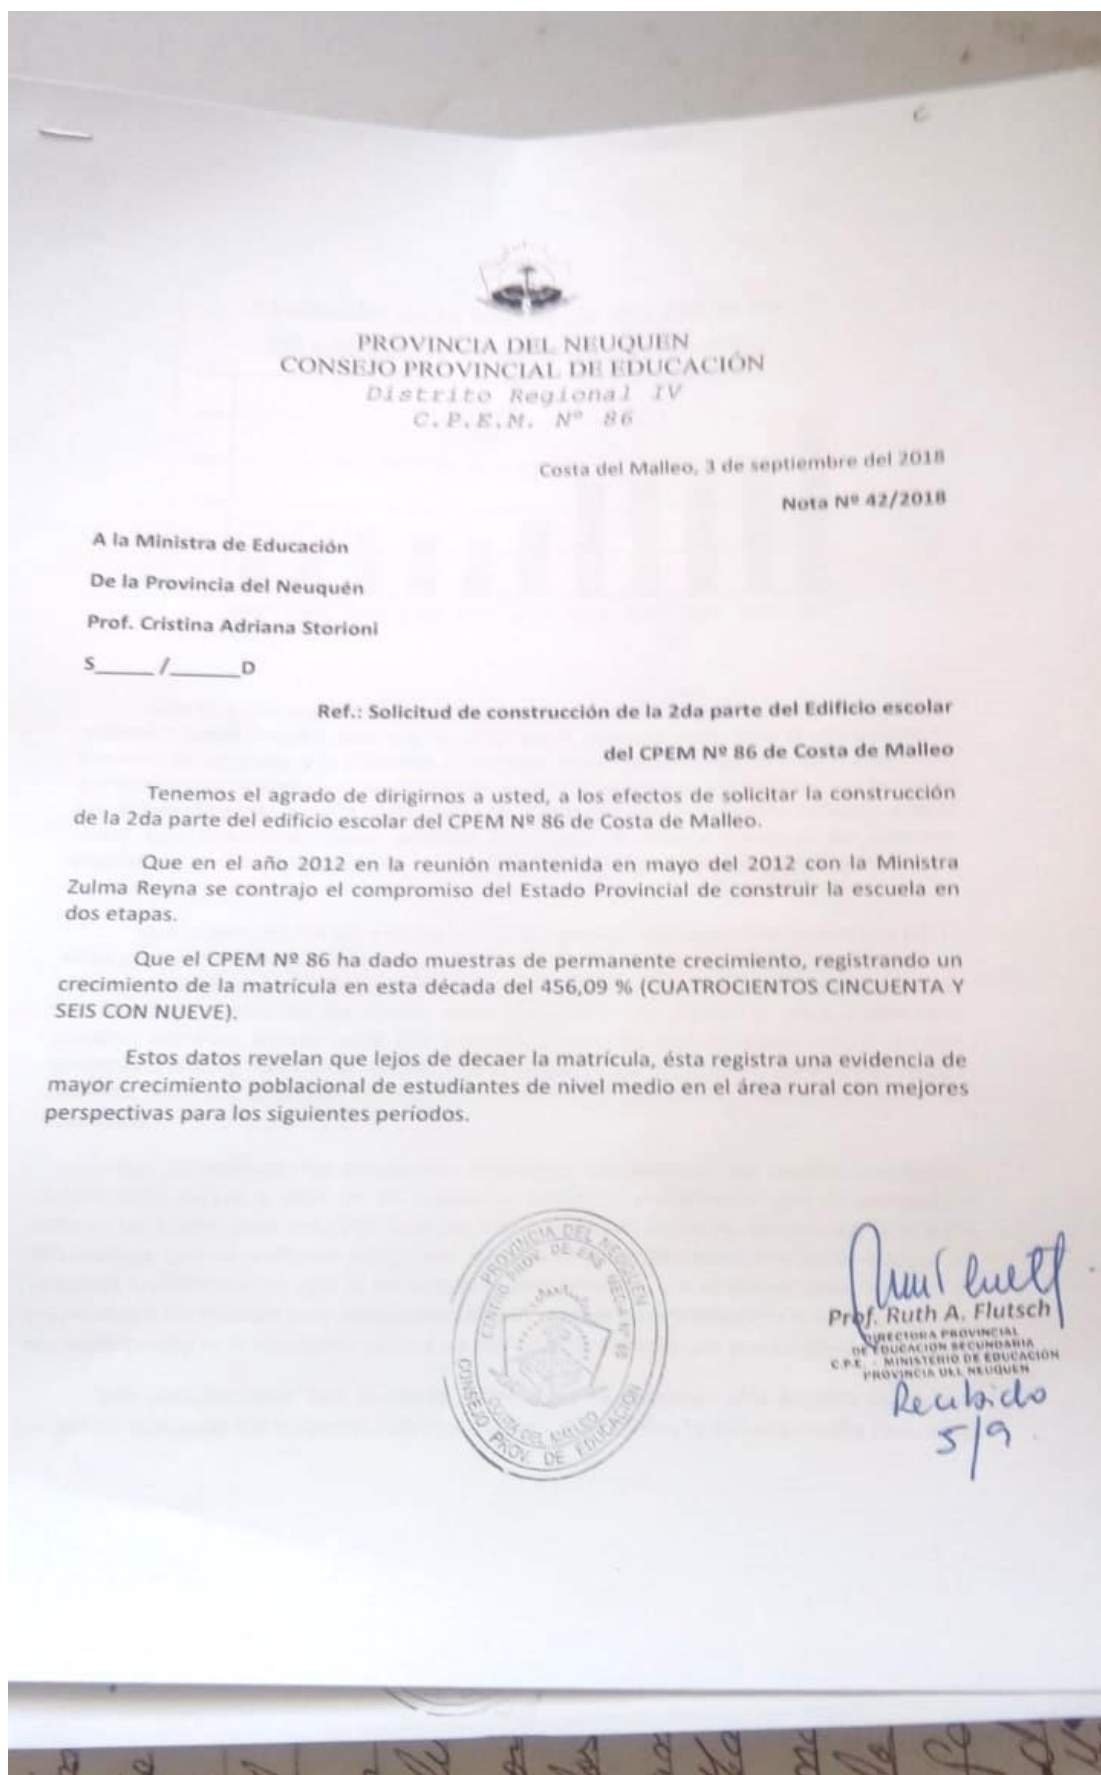 PROVINCIA DEL NEUQUEN
CONSEJO PROVINCIAL DE EDUCACIÓN
Distrito Regional IV
C.P.E.M. Nº 86
Costa del Malleo, 3 de septiembre del 2018
Nota Nº 42/2018
A la Ministra de Educación
De la Provincia del Neuquén
Prof. Cristina Adriana Storioni
S_____/______D
Ref.: Solicitud de construcción de la 2da parte del Edificio escolar
del CPEM Nº 86 de Costa de Malleo
Tenemos el agrado de dirigirnos a usted, a los efectos de solicitar la construcción
de la 2da parte del edificio escolar del CPEM Nº 86 de Costa de Malleo.
Que en el año 2012 en la reunión mantenida en mayo del 2012 con la Ministra
Zulma Reyna se contrajo el compromiso del Estado Provincial de construir la escuela en
dos etapas.
Que el CPEM Nº 86 ha dado muestras de permanente crecimiento, registrando un
crecimiento de la matrícula en esta década del 456,09 % (CUATROCIENTOS CINCUENTA Y
SEIS CON NUEVE).
Estos datos revelan que lejos de decaer la matrícula, ésta registra una evidencia de
mayor crecimiento poblacional de estudiantes de nivel medio en el área rural con mejores
perspectivas para los siguientes períodos.
PROVINCIA DEL NEUQUEN
PROV. DE ENS.
COSTA DEL MALLEO
CONSEJO PROV. DE EDUCACIÓN
Prof. Ruth A. Flutsch
DIRECTORA PROVINCIAL
DE EDUCACION SECUNDARIA
C.P.E. - MINISTERIO DE EDUCACIÓN
PROVINCIA DEL NEUQUEN
Recibido
5/9